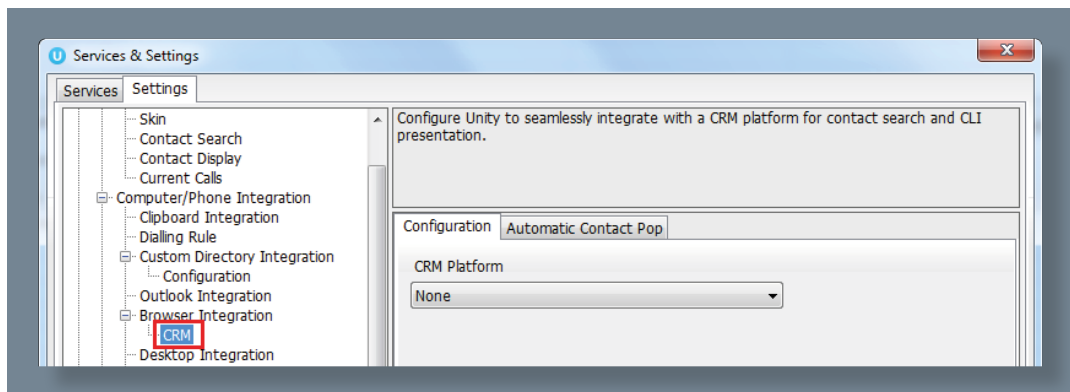 U Services & Settings
x
Services Settings
Skin
Contact Search
Contact Display
Current Calls
Computer/Phone Integration
Clipboard Integration
Dialling Rule
Custom Directory Integration
Configuration
Outlook Integration
Browser Integration
CRM
Desktop Integration
Configure Unity to seamlessly integrate with a CRM platform for contact search and CLI
presentation.
Configuration Automatic Contact Pop
CRM Platform
None